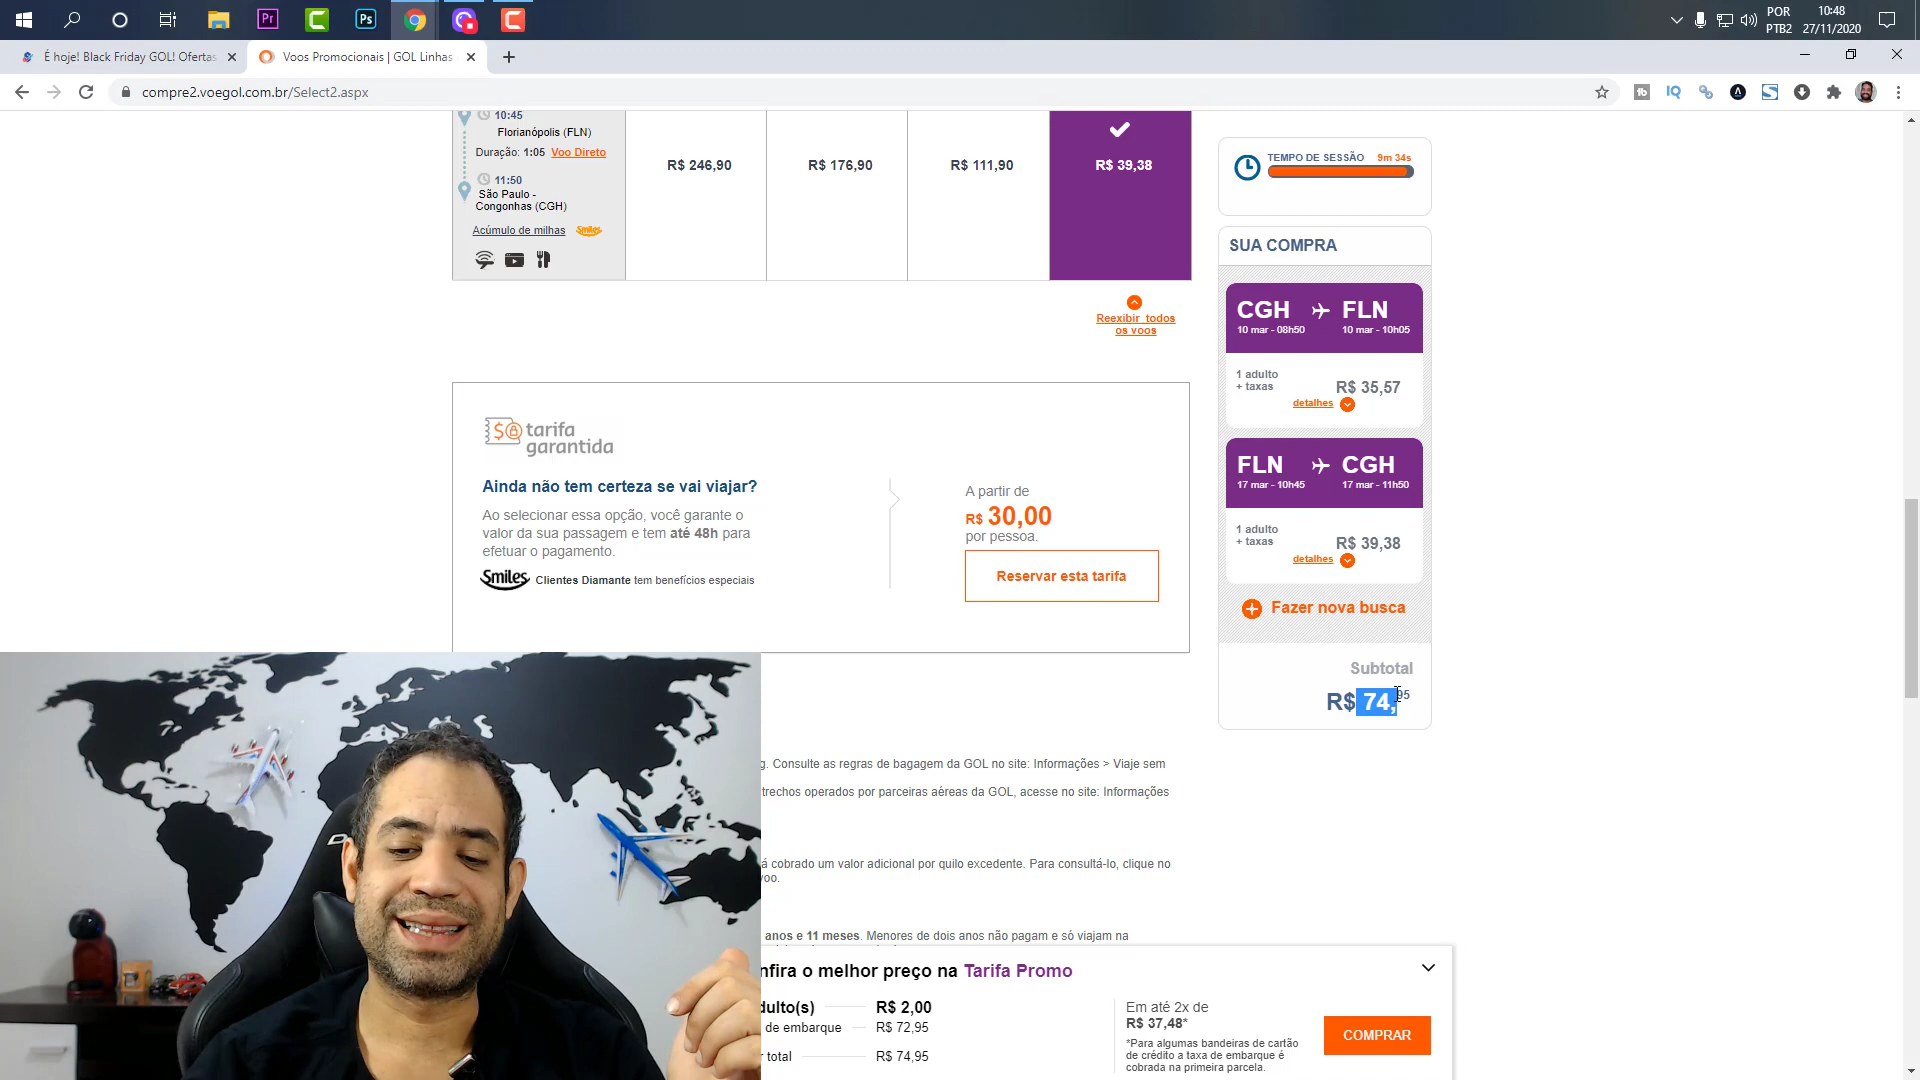 POR
PTB2
10:48
27/11/2020
É hoje! Black Friday GOL! Ofertas
Voos Promocionais | GOL Linhas
compre2.voegol.com.br/Select2.aspx
10:45
Florianópolis (FLN)
Duração: 1:05 Voo Direto
11:50
São Paulo -
Congonhas (CGH)
Acúmulo de milhas Smiles
R$ 246,90
R$ 176,90
R$ 111,90
R$ 39,38
Reexibir todos
os voos
TEMPO DE SESSÃO 9m 34s
SUA COMPRA
CGH FLN
10 mar - 08h50 10 mar - 10h05
1 adulto
+ taxas
R$ 35,57
detalhes
FLN CGH
17 mar - 10h45 17 mar - 11h50
1 adulto
+ taxas
R$ 39,38
detalhes
Fazer nova busca
Subtotal
R$ 74,95
tarifa
garantida
Ainda não tem certeza se vai viajar?
Ao selecionar essa opção, você garante o
valor da sua passagem e tem até 48h para
efetuar o pagamento.
Smiles Clientes Diamante tem benefícios especiais
A partir de
R$ 30,00
por pessoa.
Reservar esta tarifa
g. Consulte as regras de bagagem da GOL no site: Informações > Viaje sem
trechos operados por parceiras aéreas da GOL, acesse no site: Informações
á cobrado um valor adicional por quilo excedente. Para consultá-lo, clique no
voo.
anos e 11 meses. Menores de dois anos não pagam e só viajam na
nfira o melhor preço na Tarifa Promo
dulto(s) R$ 2,00
de embarque R$ 72,95
r total R$ 74,95
Em até 2x de
R$ 37,48*
*Para algumas bandeiras de cartão
de crédito a taxa de embarque é
cobrada na primeira parcela.
COMPRAR